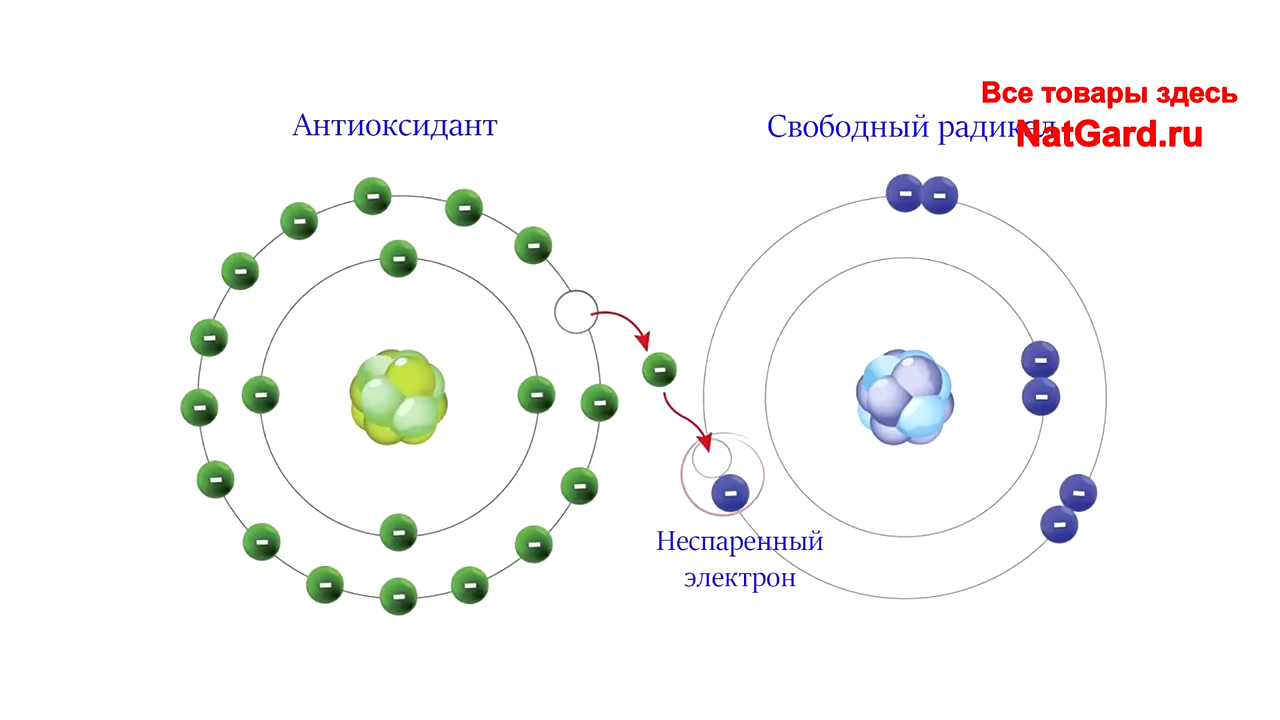 Все товары здесь
Антиоксидант
Свободный радикал
NatGard.ru
Неспаренный
электрон